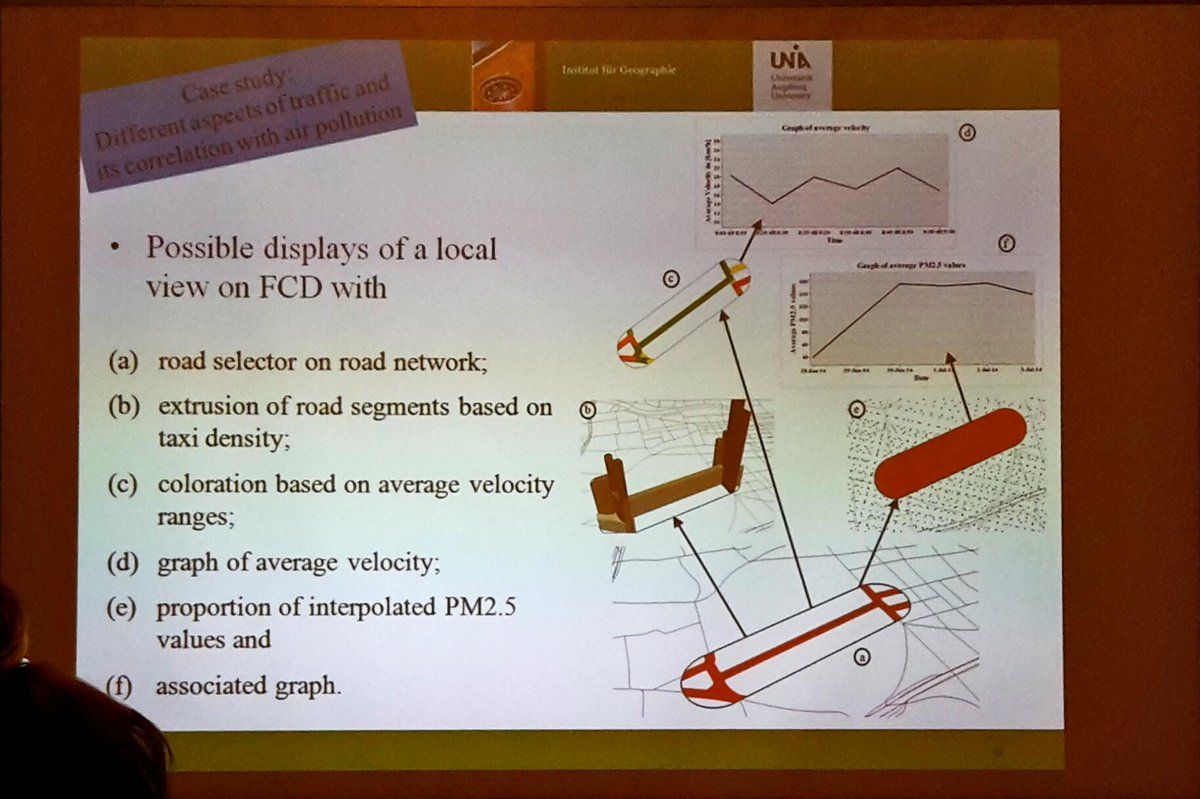 Case study:
Different aspects of traffic and
its correlation with air pollution
Institut für Geographie
UNIA
Universität
Augsburg
University
• Possible displays of a local
view on FCD with
(a) road selector on road network;
(b) extrusion of road segments based on
taxi density;
(c) coloration based on average velocity
ranges;
(d) graph of average velocity;
(e) proportion of interpolated PM2.5
values and
(f) associated graph.
Graph of average velocity
d
Average Velocity in [km/h]
Time
f
Graph of average PM2.5 values
Average PM2.5 values
Date
c
b
e
a